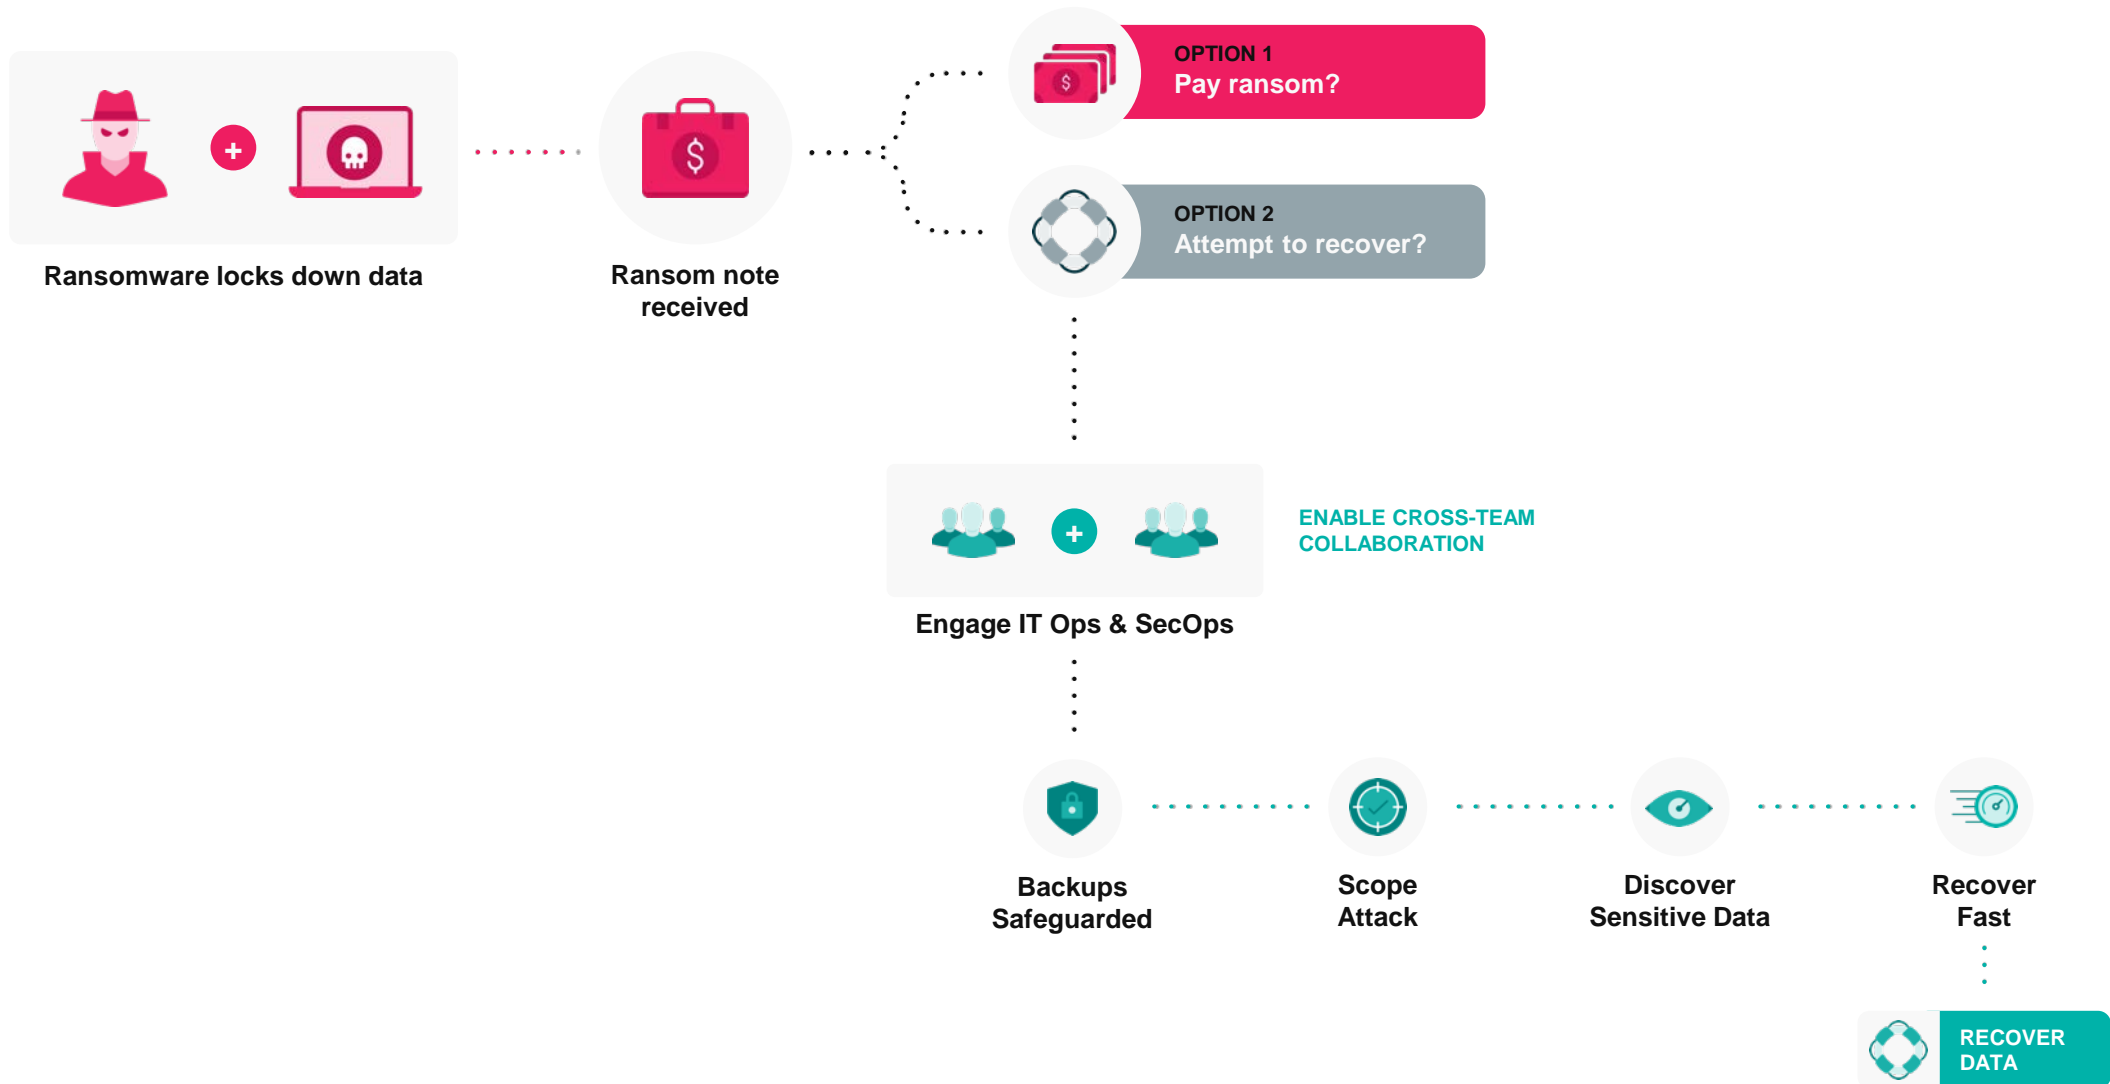 OPTION 1
Pay ransom?
OPTION 2
Attempt to recover?
Ransomware locks down data
Ransom note
received
ENABLE CROSS-TEAM
COLLABORATION
Engage IT Ops & SecOps
Backups
Safeguarded
Scope
Attack
Discover
Sensitive Data
Recover
Fast
RECOVER
DATA